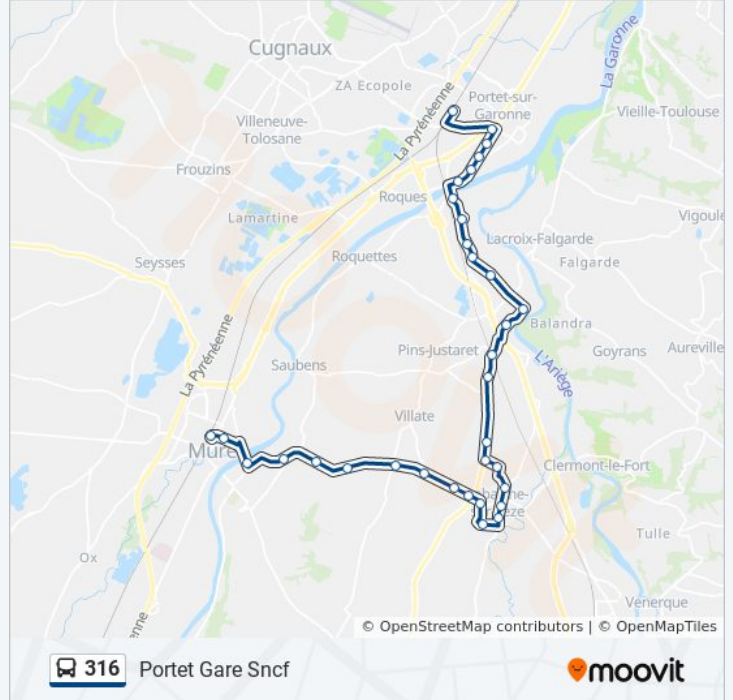 Cugnaux
ZA Ecopole
La Pyrénéenne
Portet-sur-
Garonne
La Garonne
Vieille-Toulouse
Villeneuve-
Tolosane
Frouzins
Roques
Lamartine
Vigoule
Lacroix-Falgarde
Falgarde
Seysses
Roquettes
Balandra
La Pyrénéenne
Pins-Justaret
Goyrans
Aureville
Saubens
L'Ariège
Villate
Mure
Clermont-le-Fort
Tulle
Ox
Venerque
enne
© OpenStreetMap contributors | © OpenMapTiles
316 Portet Gare Sncf
moovit